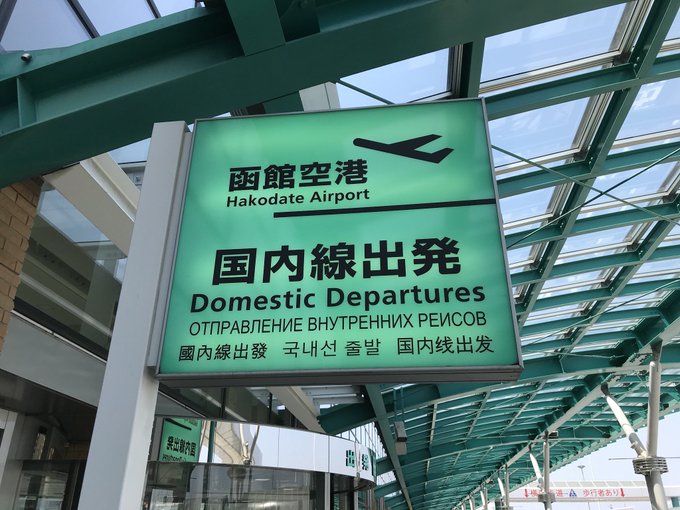 函館空港
Hakodate Airport
国内線出発
Domestic Departures
ОТПРАВЛЕНИЕ ВНУТРЕННИХ РЕИСОВ
國內線出發 국내선 줄발 国内线出发